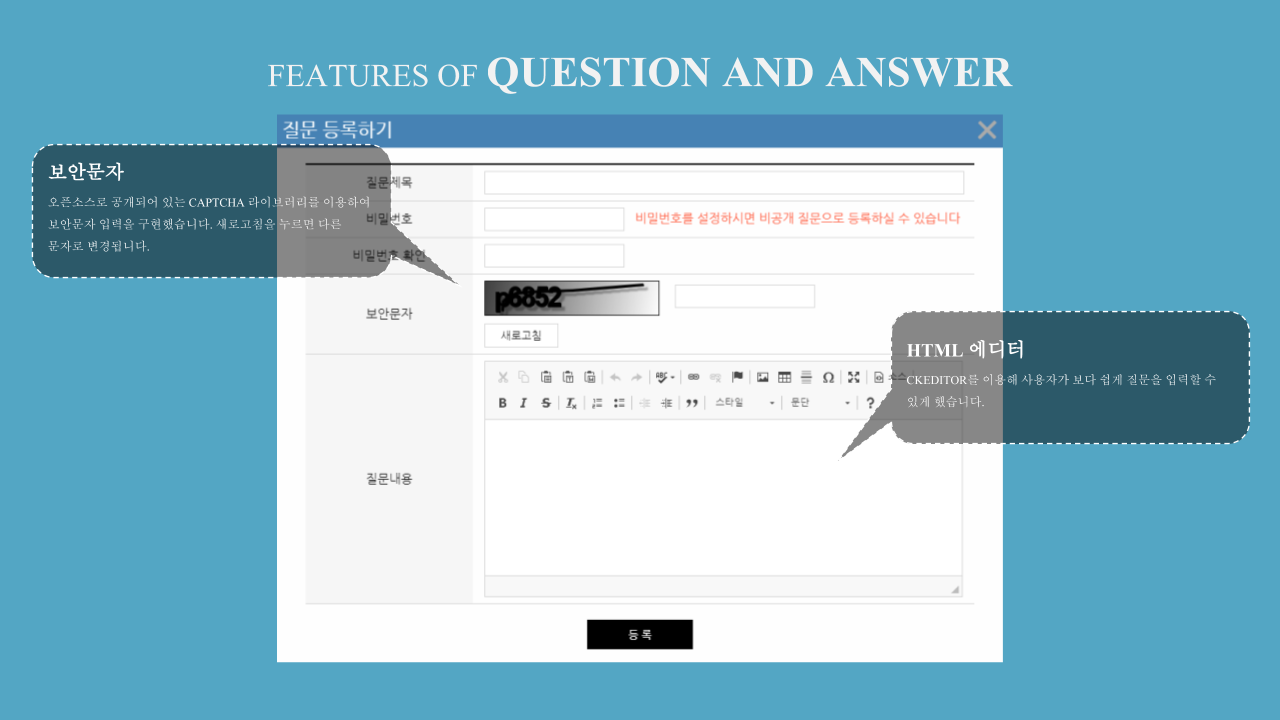 FEATURES OF QUESTION AND ANSWER
질문 등록하기
보안문자
오픈소스로 공개되어 있는 CAPTCHA 라이브러리를 이용하여
보안문자 입력을 구현했습니다. 새로고침을 누르면 다른
문자로 변경됩니다.
질문제목
비밀번호
비밀번호를 설정하시면 비공개 질문으로 등록하실 수 있습니다
비밀번호 확인
보안문자
p6852
새로고침
HTML 에디터
CKEDITOR를 이용해 사용자가 보다 쉽게 질문을 입력할 수
있게 했습니다.
ABC
Ω
소스
B I S Tx
스타일
문단
?
질문내용
등 록